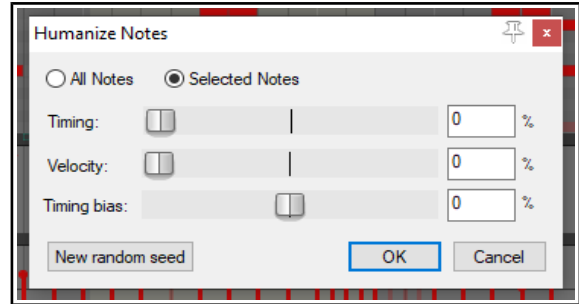 Humanize Notes
All Notes Selected Notes
Timing: 0 %
Velocity: 0 %
Timing bias: 0 %
New random seed OK Cancel